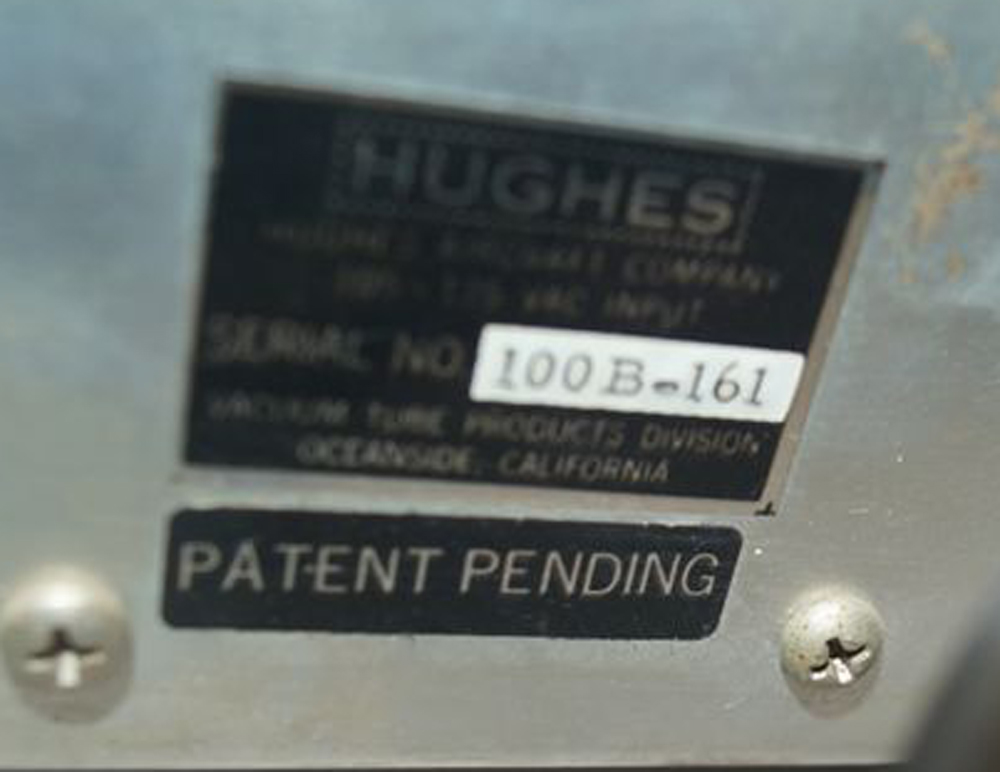 HUGHES
HUGHES AIRCRAFT COMPANY
VAC INPUT
SERIAL NO 100B-161
VACUUM TUBE PRODUCTS DIVISION
OCEANSIDE, CALIFORNIA
PATENT PENDING